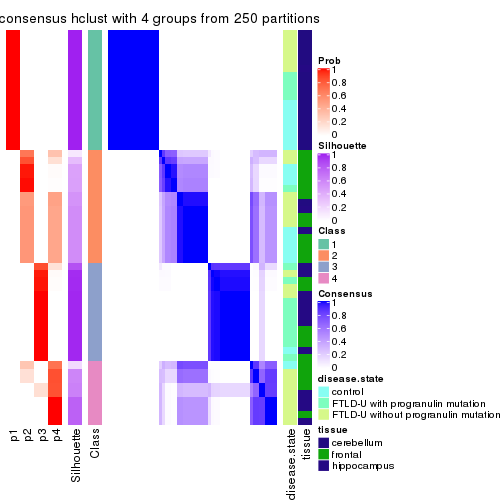 consensus hclust with 4 groups from 250 partitions
Prob
1
0.8
0.6
0.4
0.2
0
Silhouette
1
0.8
0.6
0.4
0.2
0
Class
1
2
3
4
Consensus
1
0.8
0.6
0.4
0.2
0
disease.state
control
FTLD-U with progranulin mutation
FTLD-U without progranulin mutation
tissue
cerebellum
frontal
hippocampus
p1
p2
p3
p4
Silhouette
Class
disease.state
tissue